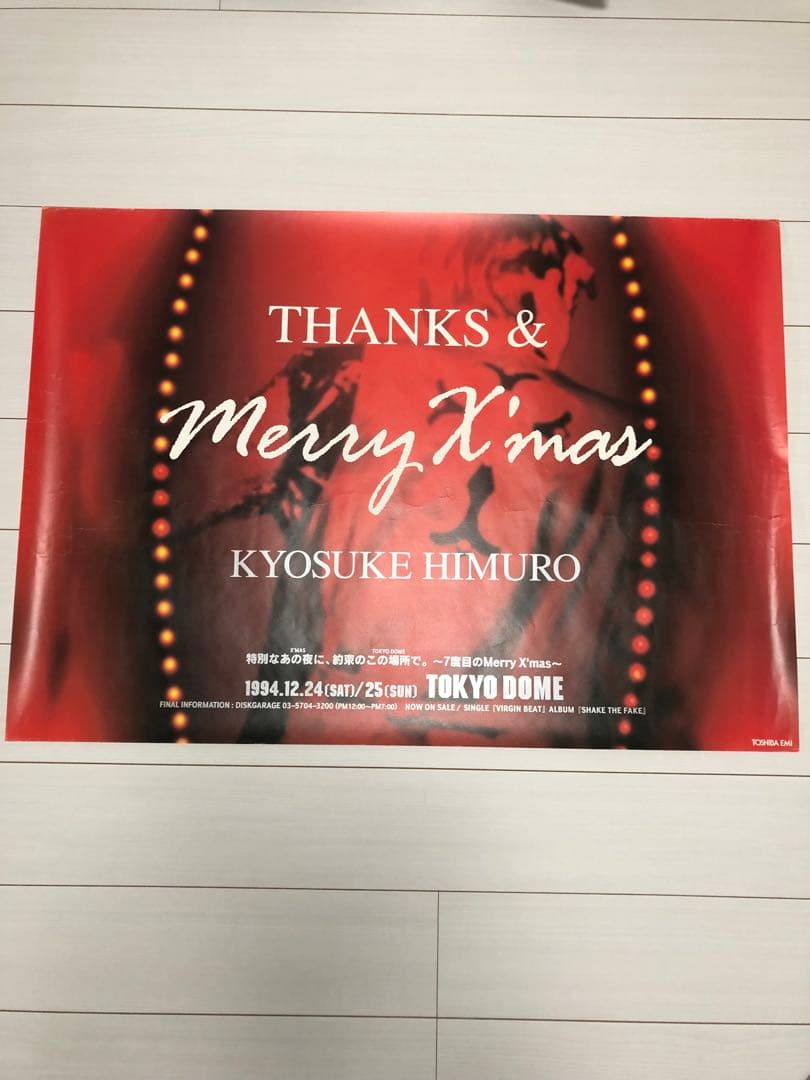 THANKS &
Merry X'mas
KYOSUKE HIMURO
X'MAS TOKYO DOME
特別なあの夜に、約束のこの場所で。〜7度目のMerry X'mas〜
1994.12.24(SAT)/25(SUN) TOKYO DOME
FINAL INFORMATION : DISKGARAGE 03-5704-3200 (PM12:00~PM7:00) NOW ON SALE / SINGLE「VIRGIN BEAT」ALBUM「SHAKE THE FAKE」
TOSHIBA EMI